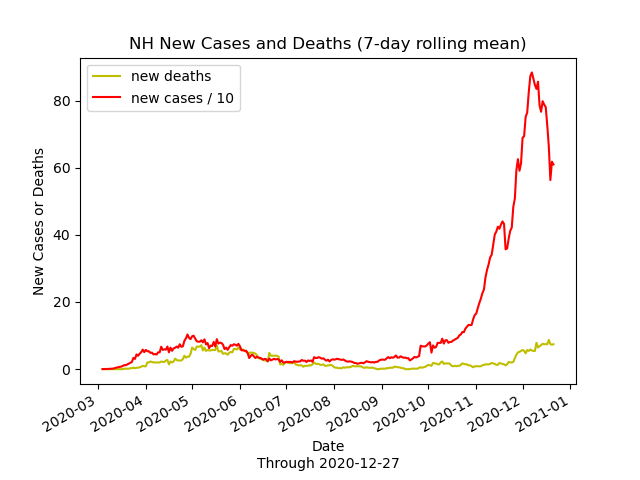 NH New Cases and Deaths (7-day rolling mean)
new deaths
new cases / 10
80
60
40
20
0
New Cases or Deaths
2020-03
2020-04
2020-05
2020-06
2020-07
2020-08
2020-09
2020-10
2020-11
2020-12
2021-01
Date
Through 2020-12-27